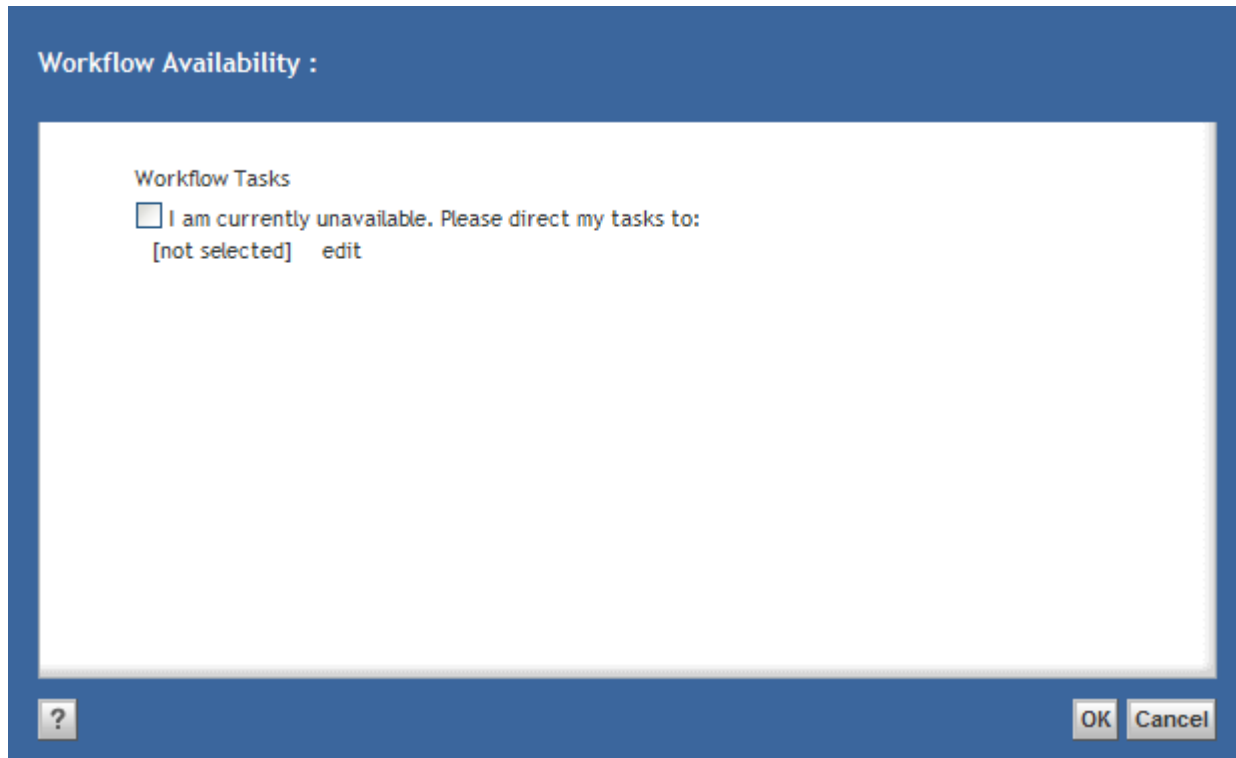 Workflow Availability :
Workflow Tasks
I am currently unavailable. Please direct my tasks to:
[not selected] edit
?
OK Cancel